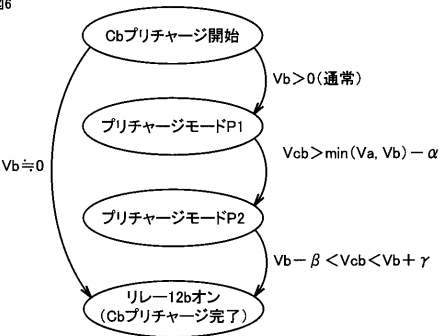 図6
Cbプリチャージ開始
Vb＞0(通常)
プリチャージモードP1
Vcb＞min(Va, Vb)－α
Vb≒0
プリチャージモードP2
Vb－β＜Vcb＜Vb＋γ
リレー12bオン
(Cbプリチャージ完了)